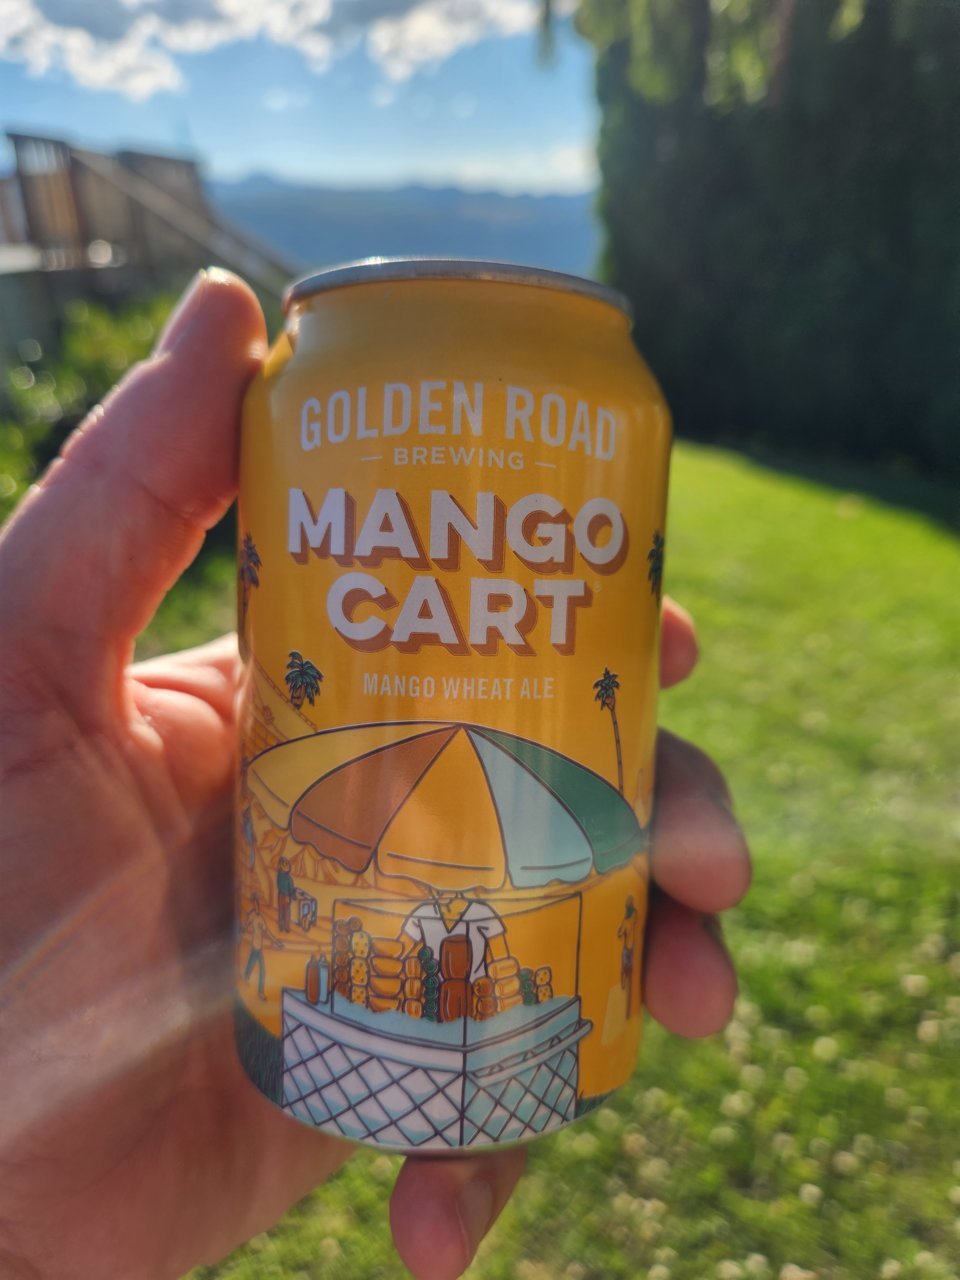 GOLDEN ROAD
— BREWING —
MANGO
CART
MANGO WHEAT ALE